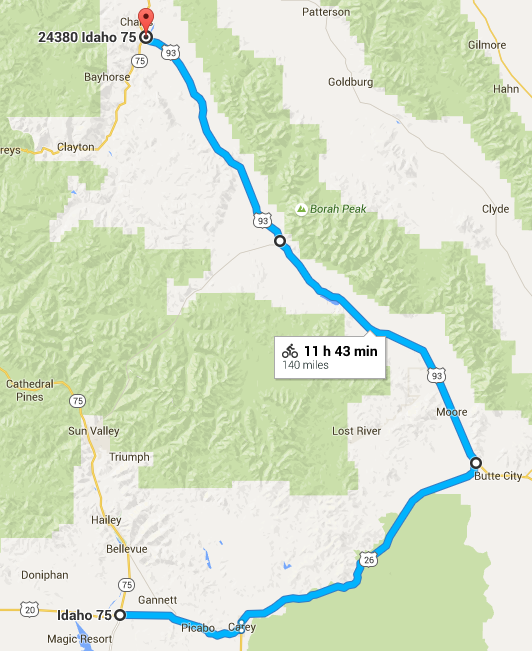 Patterson
Cha
24380 Idaho 75
93
Gilmore
75
Bayhorse
Goldburg
Hahn
Clayton
reys
Borah Peak
Clyde
93
11 h 43 min
140 miles
93
Cathedral
Pines
75
Moore
Sun Valley
Lost River
Triumph
Butte City
Hailey
Bellevue
26
Doniphan
75
Gannett
20
Idaho 75
Picabo
Carey
Magic Resort